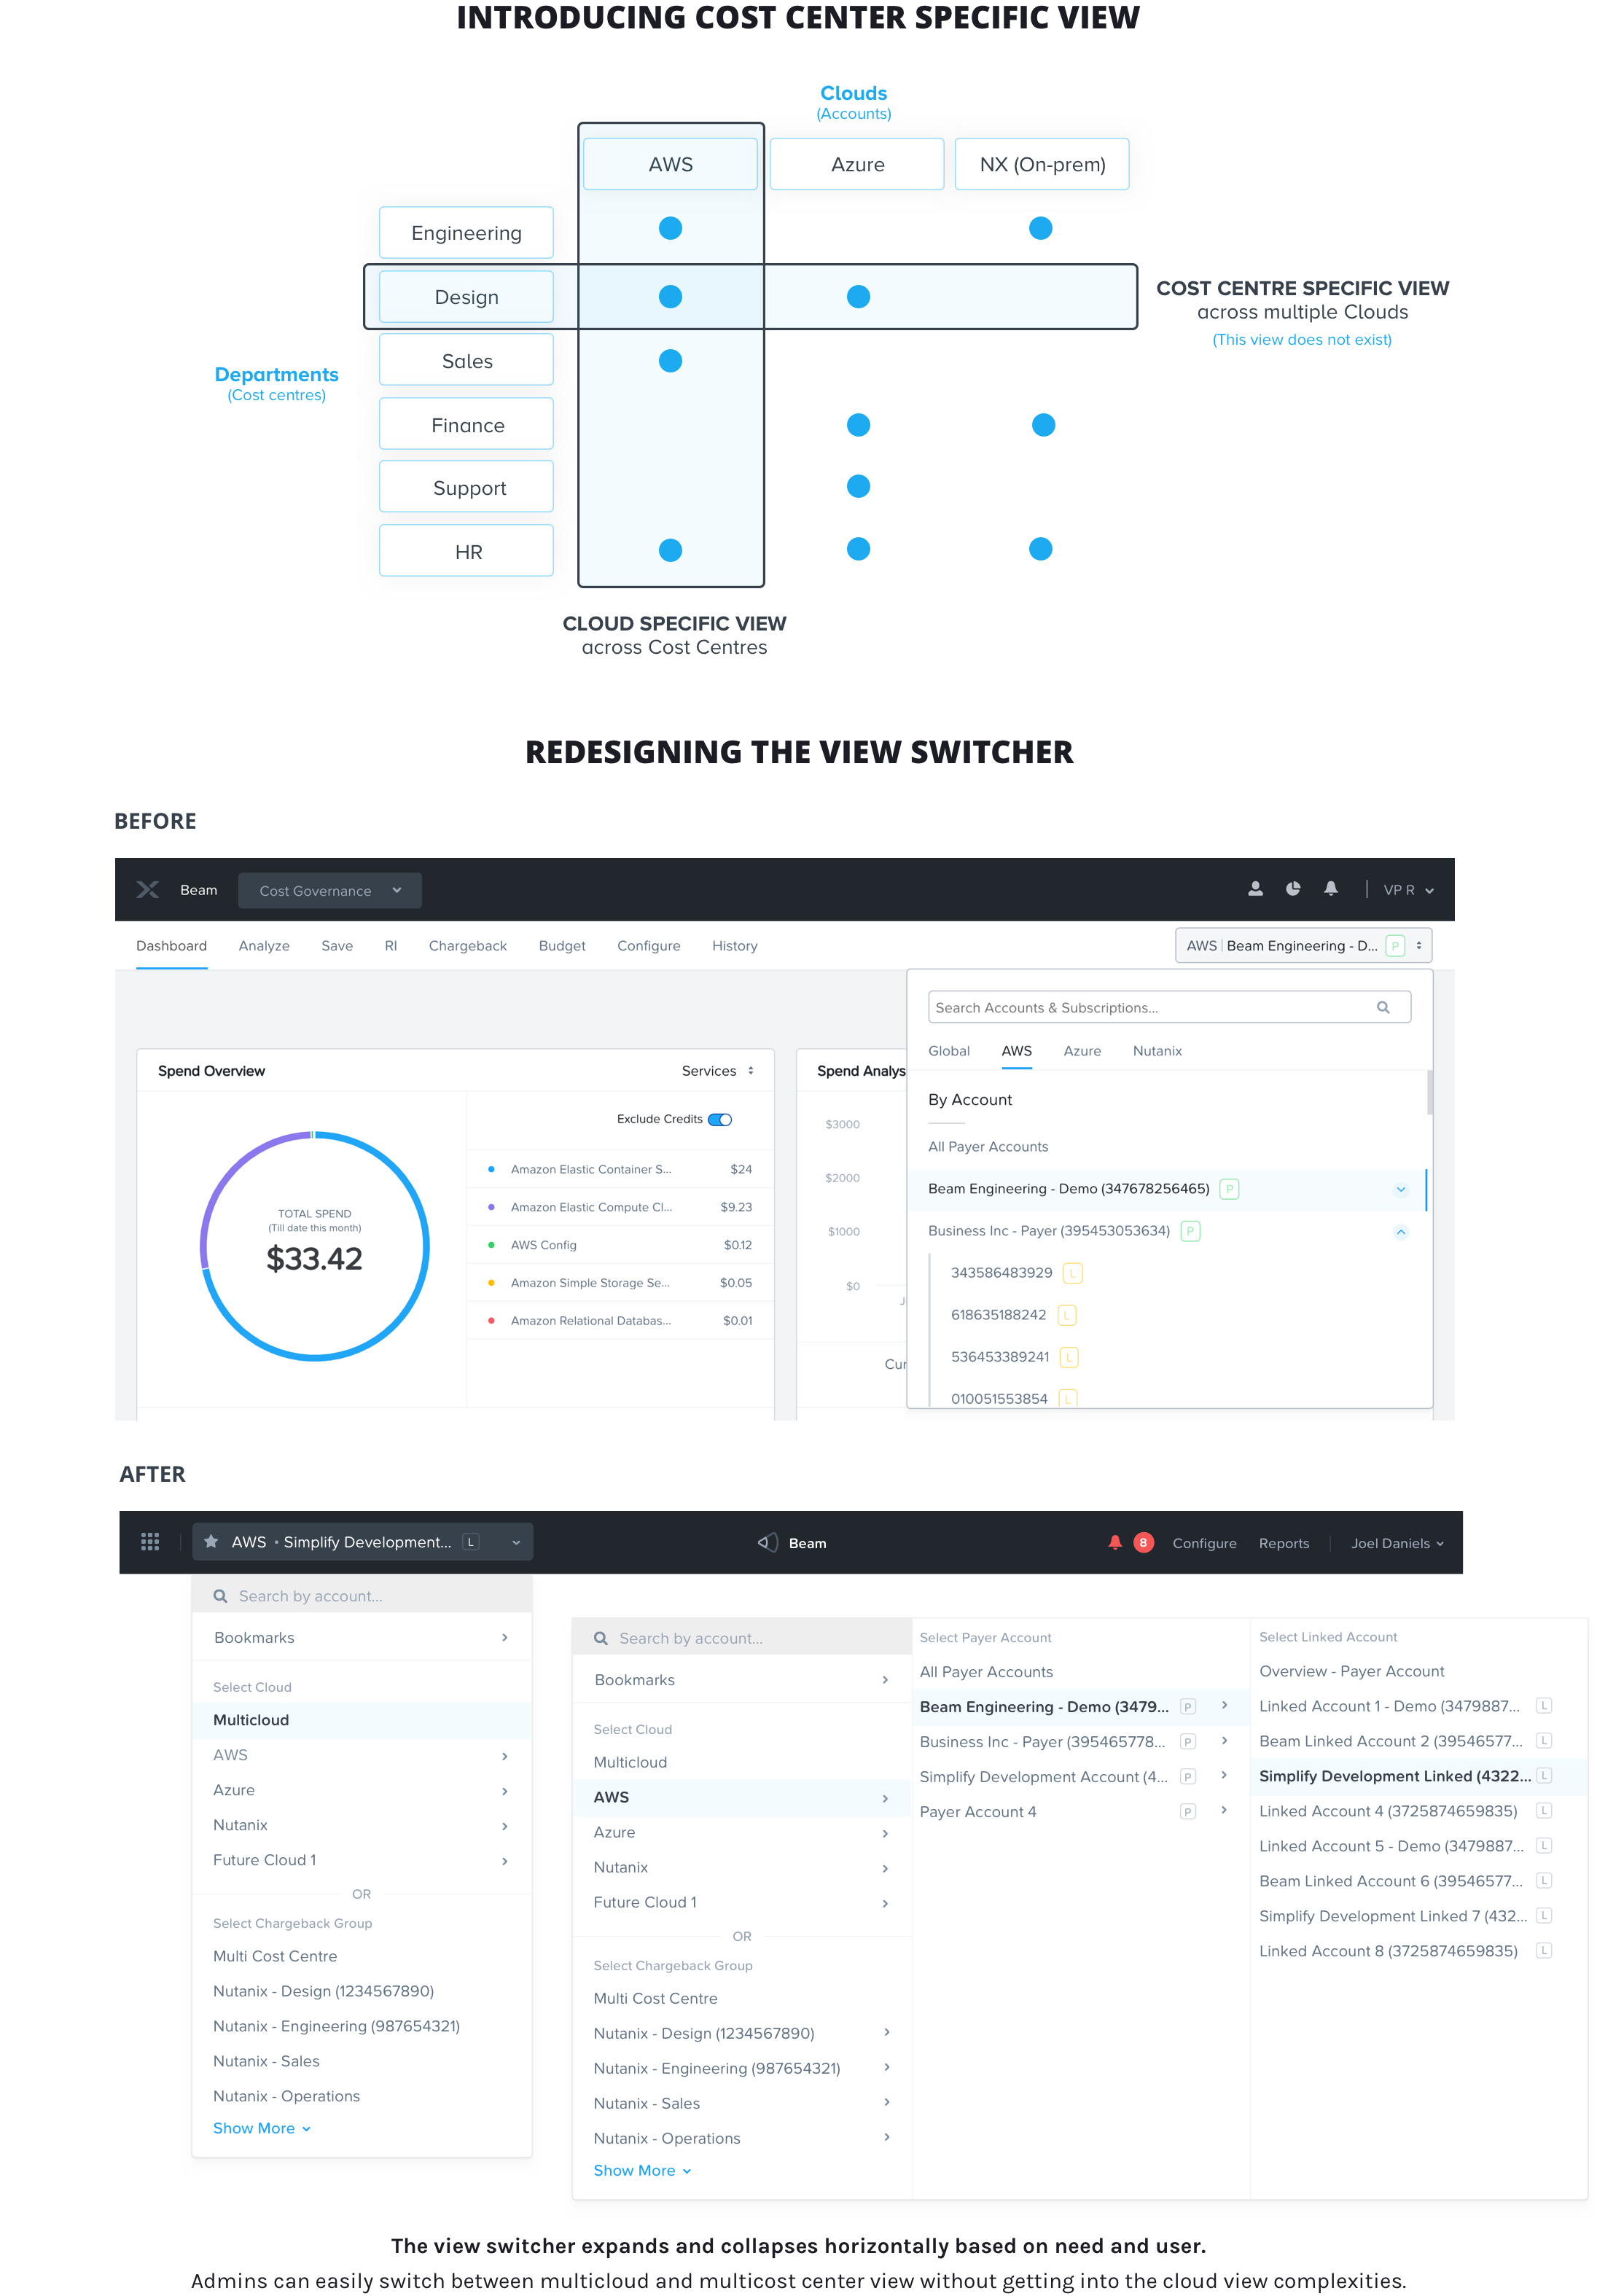 INTRODUCING COST CENTER SPECIFIC VIEW
Clouds
(Accounts)
AWS
Azure
NX (On-prem)
Engineering
Design
COST CENTRE SPECIFIC VIEW
across multiple Clouds
(This view does not exist)
Sales
Departments
(Cost centres)
Finance
Support
HR
CLOUD SPECIFIC VIEW
across Cost Centres
REDESIGNING THE VIEW SWITCHER
BEFORE
Beam
Cost Governance
VP R
Dashboard
Analyze
Save
RI
Chargeback
Budget
Configure
History
AWS | Beam Engineering - D... P
Spend Overview
Services
Exclude Credits
TOTAL SPEND
(Till date this month)
$33.42
Amazon Elastic Container S... $24
Amazon Elastic Compute Cl... $9.23
AWS Config $0.12
Amazon Simple Storage Se... $0.05
Amazon Relational Databas... $0.01
Spend Analys
$3000
$2000
$1000
$0
J
Cur
Search Accounts & Subscriptions...
Global
AWS
Azure
Nutanix
By Account
All Payer Accounts
Beam Engineering - Demo (347678256465) P
Business Inc - Payer (395453053634) P
343586483929 L
618635188242 L
536453389241 L
010051553854 L
AFTER
AWS • Simplify Development... L
Beam
8
Configure
Reports
Joel Daniels
Search by account...
Bookmarks
Select Cloud
Multicloud
AWS
Azure
Nutanix
Future Cloud 1
OR
Select Chargeback Group
Multi Cost Centre
Nutanix - Design (1234567890)
Nutanix - Engineering (987654321)
Nutanix - Sales
Nutanix - Operations
Show More
Search by account...
Bookmarks
Select Cloud
Multicloud
AWS
Azure
Nutanix
Future Cloud 1
OR
Select Chargeback Group
Multi Cost Centre
Nutanix - Design (1234567890)
Nutanix - Engineering (987654321)
Nutanix - Sales
Nutanix - Operations
Show More
Select Payer Account
All Payer Accounts
Beam Engineering - Demo (3479... P
Business Inc - Payer (395465778... P
Simplify Development Account (4... P
Payer Account 4 P
Select Linked Account
Overview - Payer Account
Linked Account 1 - Demo (3479887... L
Beam Linked Account 2 (39546577... L
Simplify Development Linked (4322... L
Linked Account 4 (3725874659835) L
Linked Account 5 - Demo (3479887... L
Beam Linked Account 6 (39546577... L
Simplify Development Linked 7 (432... L
Linked Account 8 (3725874659835) L
The view switcher expands and collapses horizontally based on need and user.
Admins can easily switch between multicloud and multicost center view without getting into the cloud view complexities.